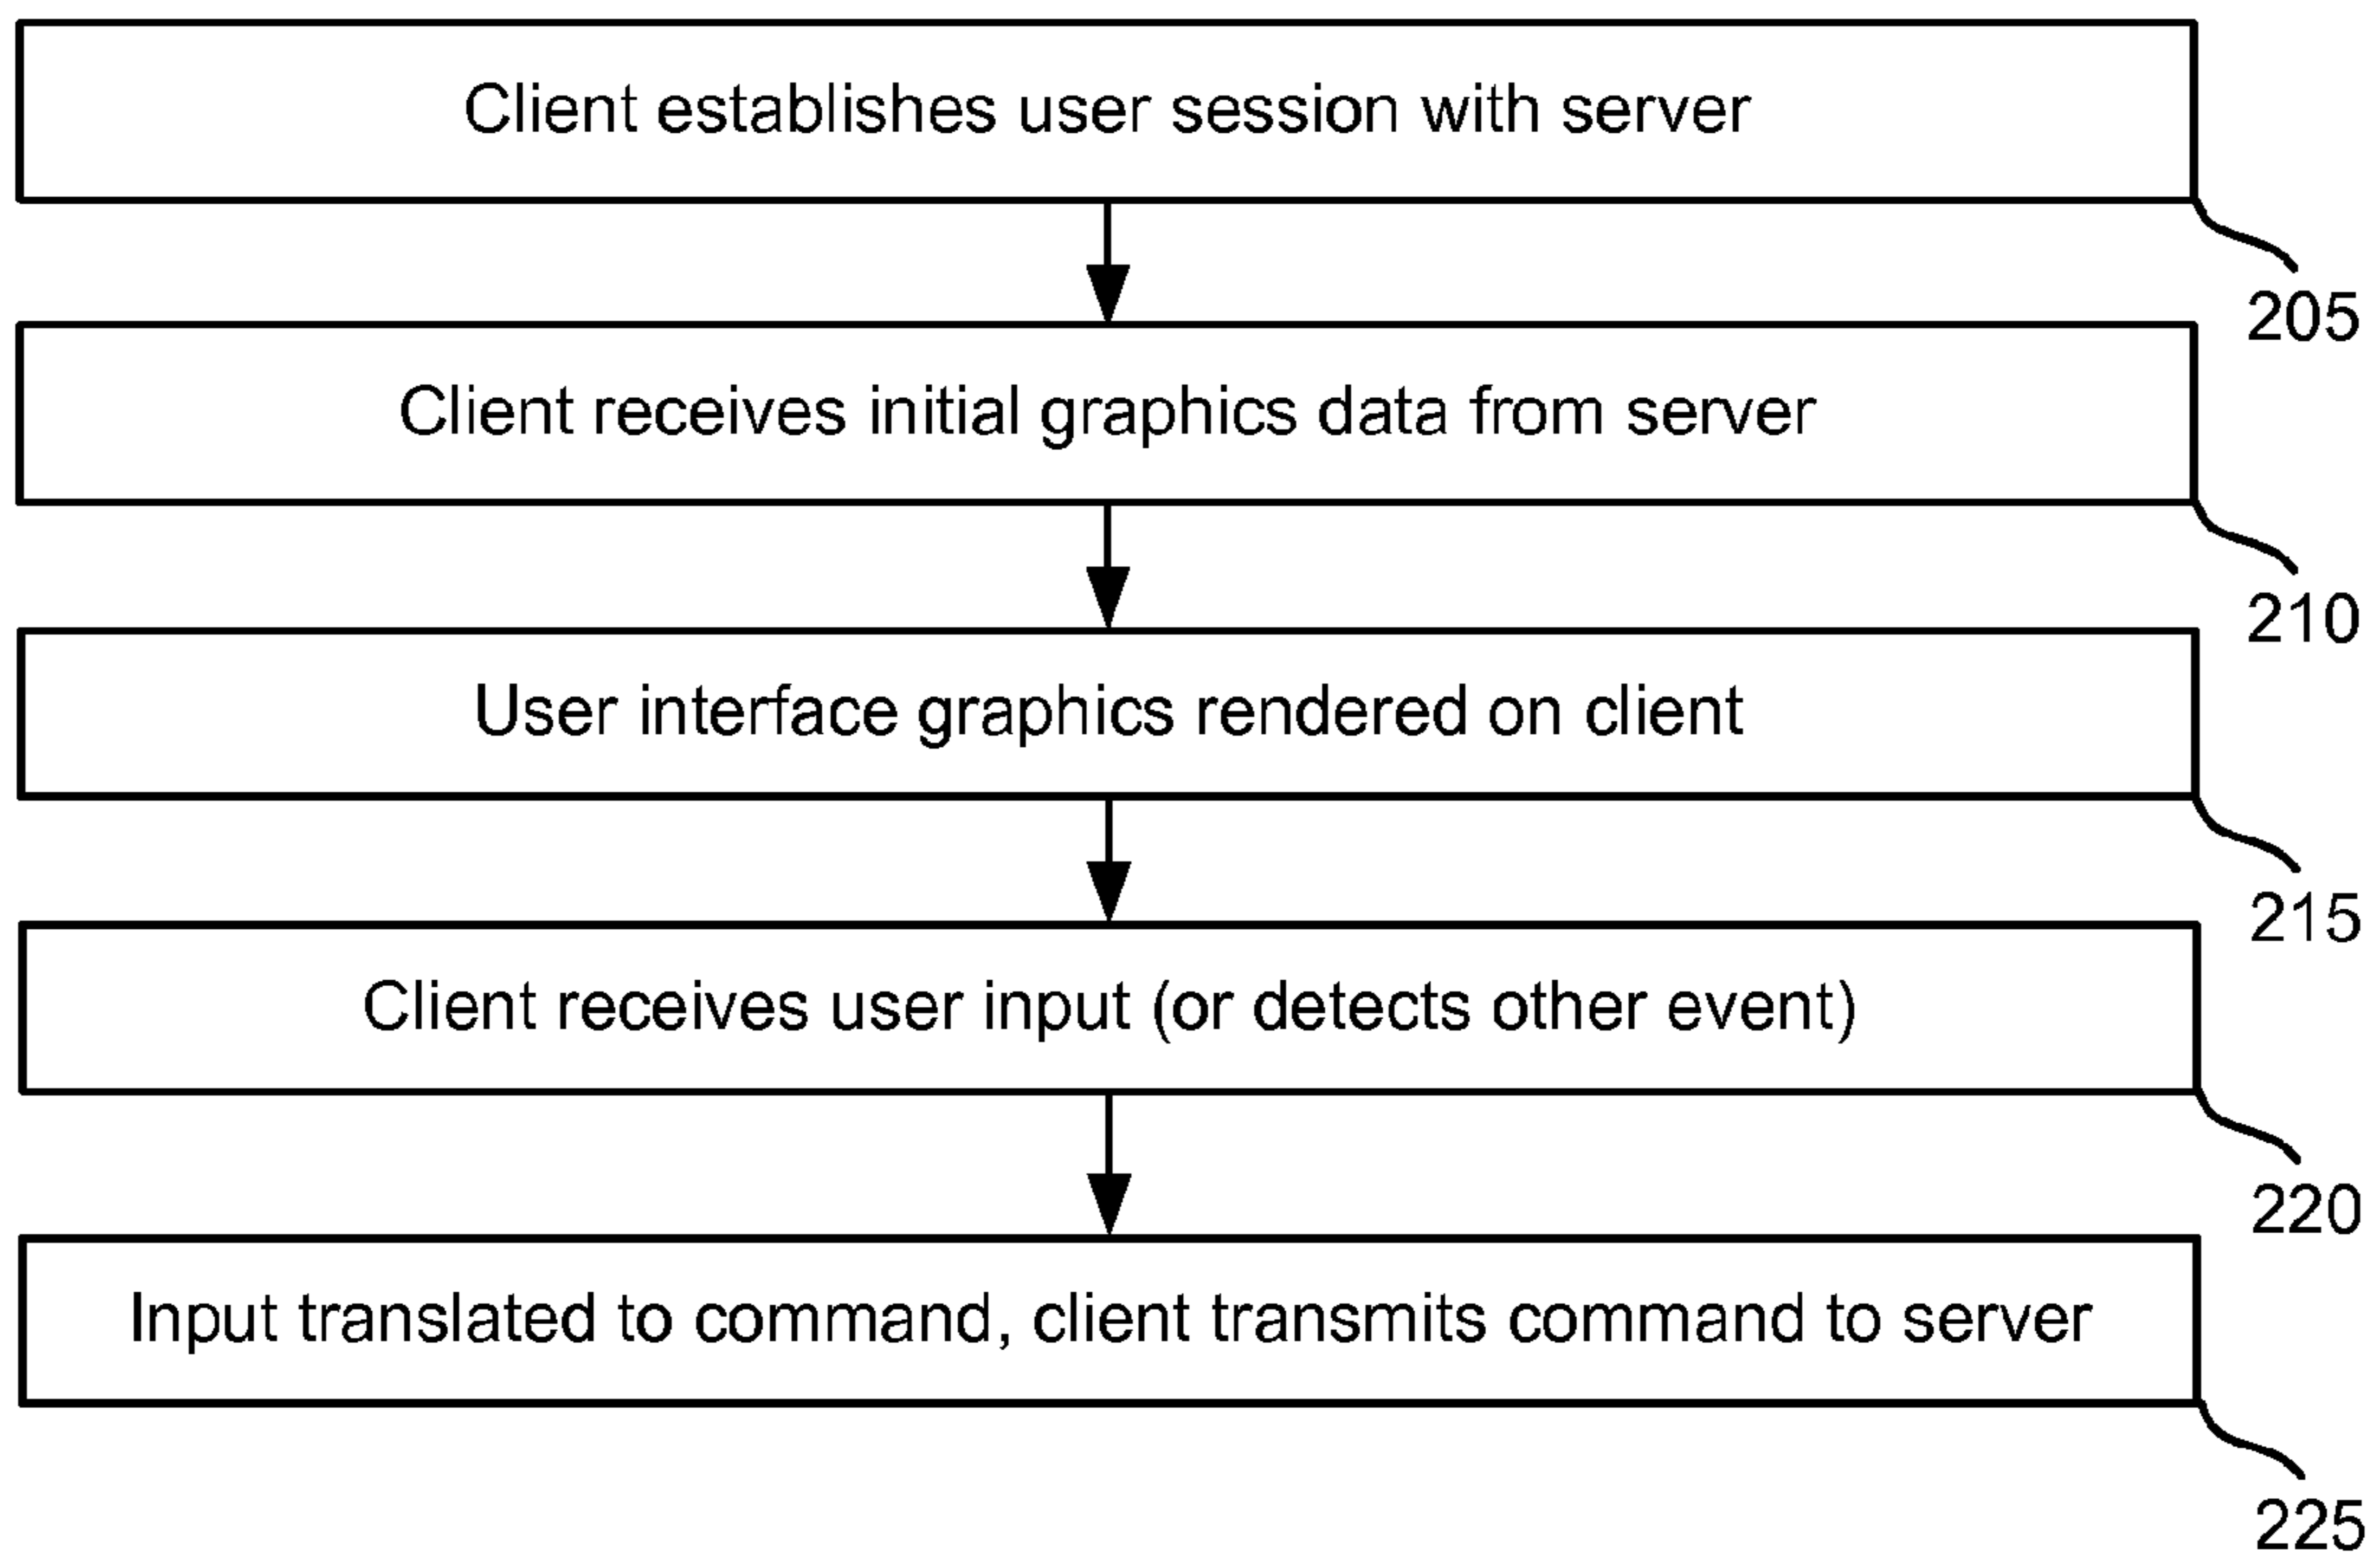 Client establishes user session with server
205
Client receives initial graphics data from server
210
User interface graphics rendered on client
215
Client receives user input (or detects other event)
220
Input translated to command, client transmits command to server
225